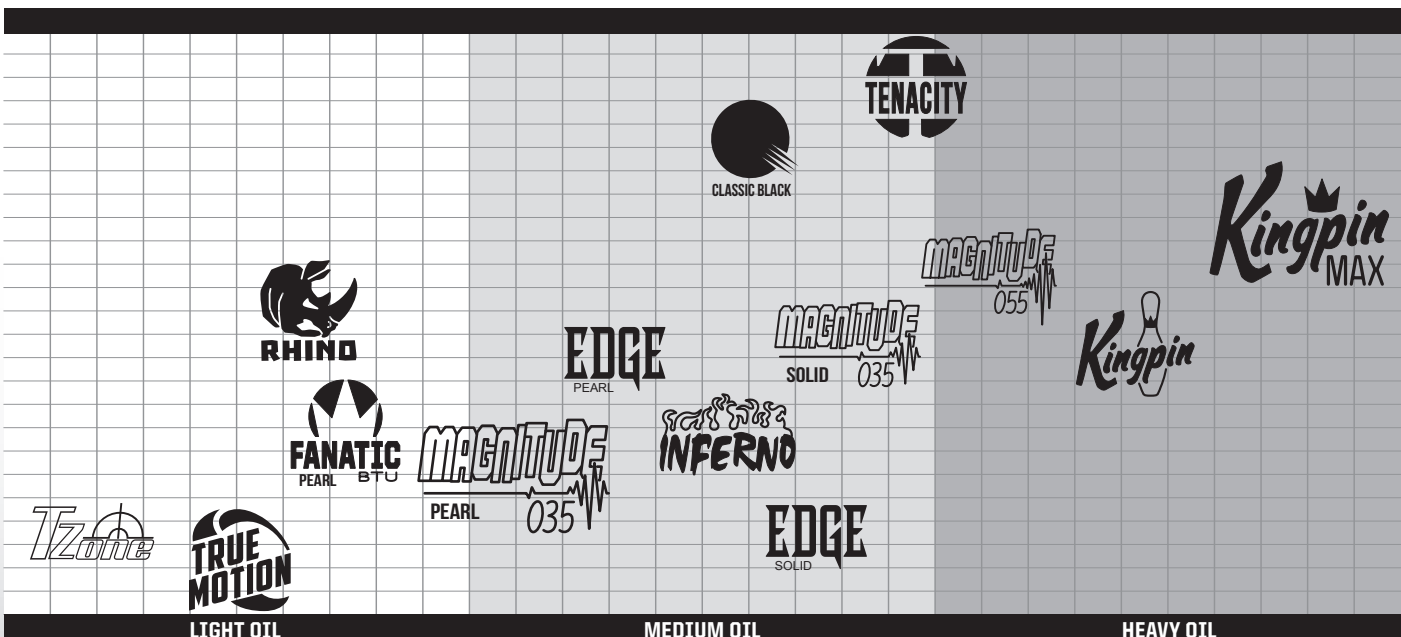 TENACITY
CLASSIC BLACK
Kingpin
MAX
MAGNITUDE
055
RHINO
Kingpin
MAGNITUDE
SOLID 035
EDGE
PEARL
FANATIC
PEARL BTU
INFERNO
MAGNITUDE
PEARL 035
TZone
TRUE
MOTION
EDGE
SOLID
LIGHT OIL
MEDIUM OIL
HEAVY OIL